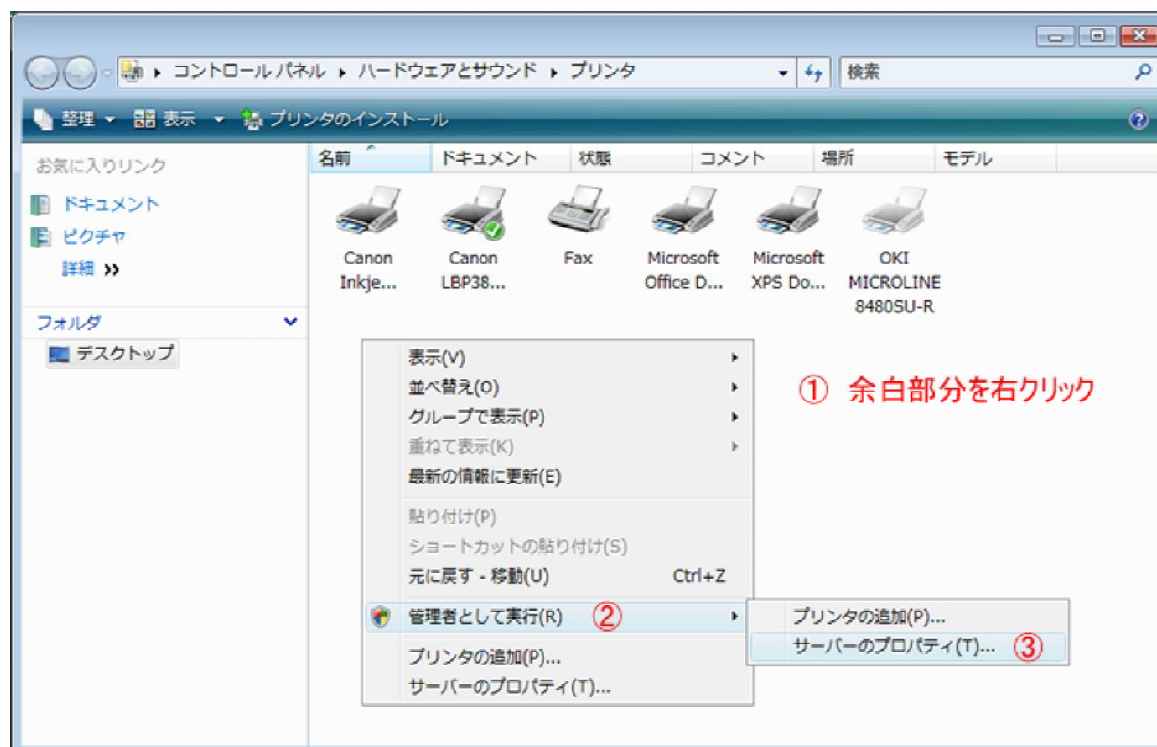 コントロール パネル ▸ ハードウェアとサウンド ▸ プリンタ
検索
整理 表示 プリンタのインストール
お気に入りリンク
ドキュメント
ピクチャ
詳細 »
フォルダ
デスクトップ
名前 ドキュメント 状態 コメント 場所 モデル
Canon Inkje...
Canon LBP38...
Fax
Microsoft Office D...
Microsoft XPS Do...
OKI MICROLINE 8480SU-R
① 余白部分を右クリック
表示(V)
並べ替え(O)
グループで表示(P)
重ねて表示(K)
最新の情報に更新(E)
貼り付け(P)
ショートカットの貼り付け(S)
元に戻す - 移動(U) Ctrl+Z
管理者として実行(R) ②
プリンタの追加(P)...
サーバーのプロパティ(T)...
プリンタの追加(P)...
サーバーのプロパティ(T)... ③